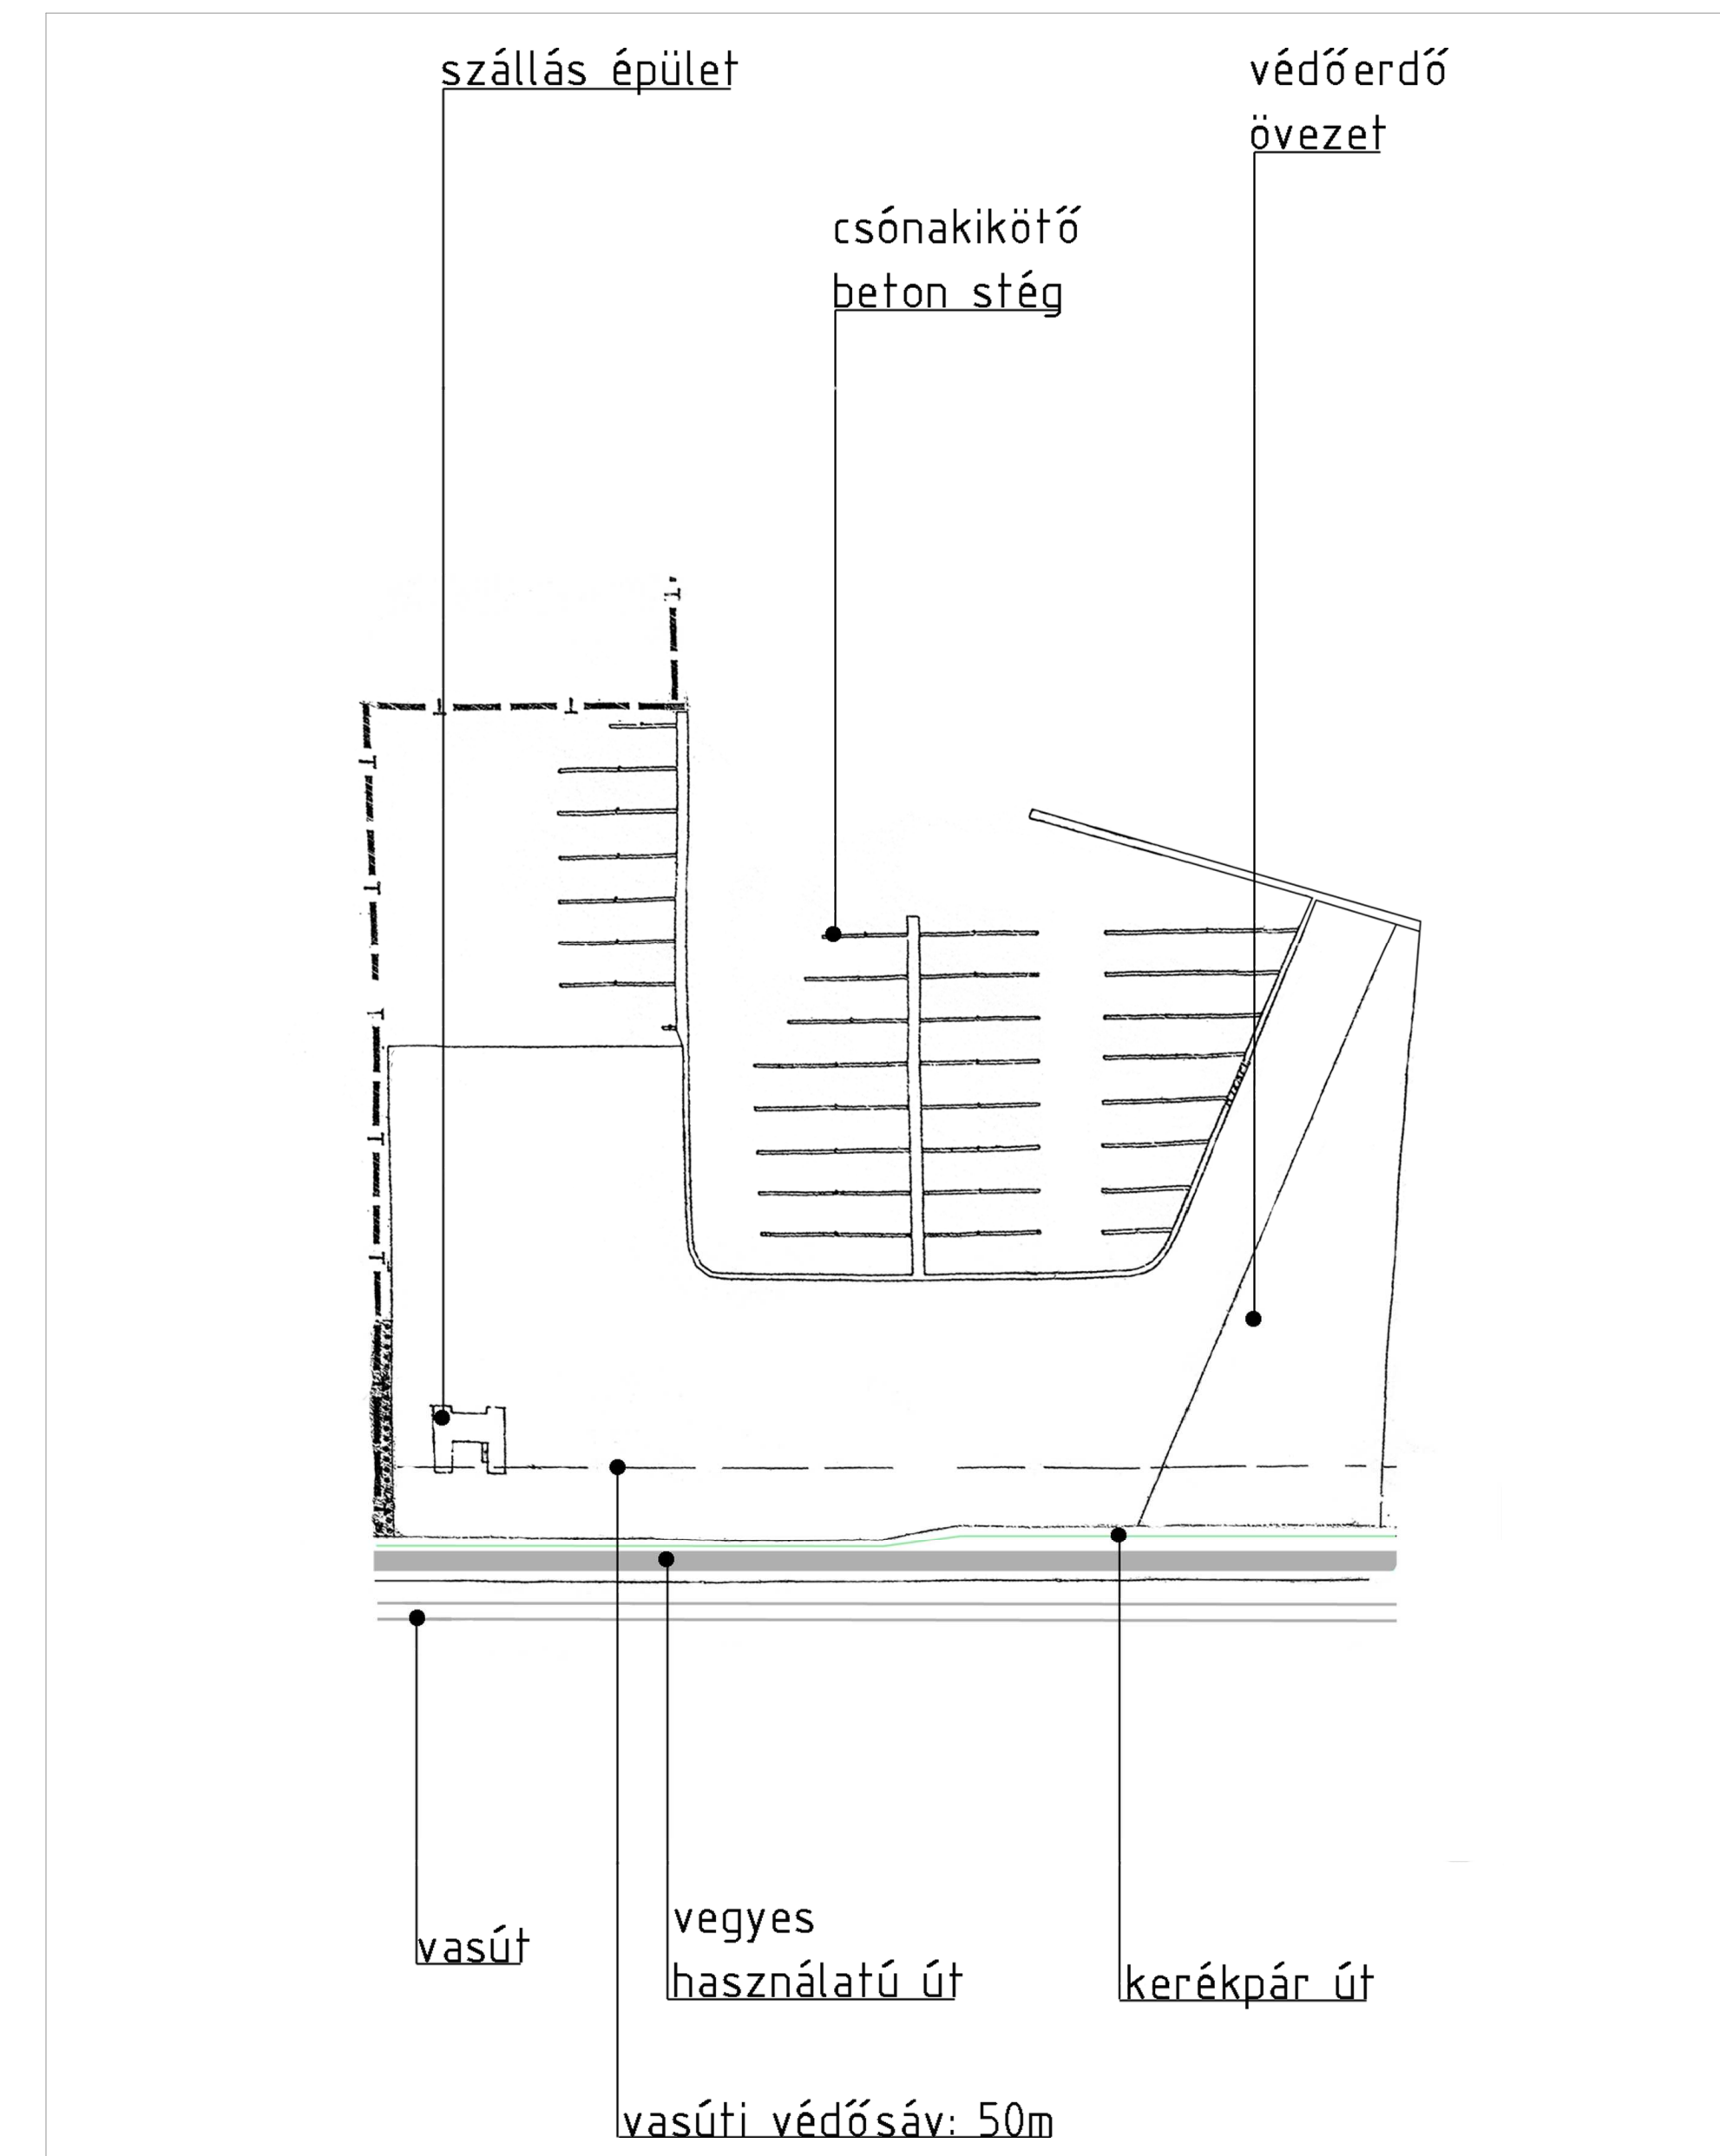 szállás épület
védőerdő
övezet
csónakikötő
beton stég
vasút
vegyes
használatú út
kerékpár út
vasúti védősáv: 50m